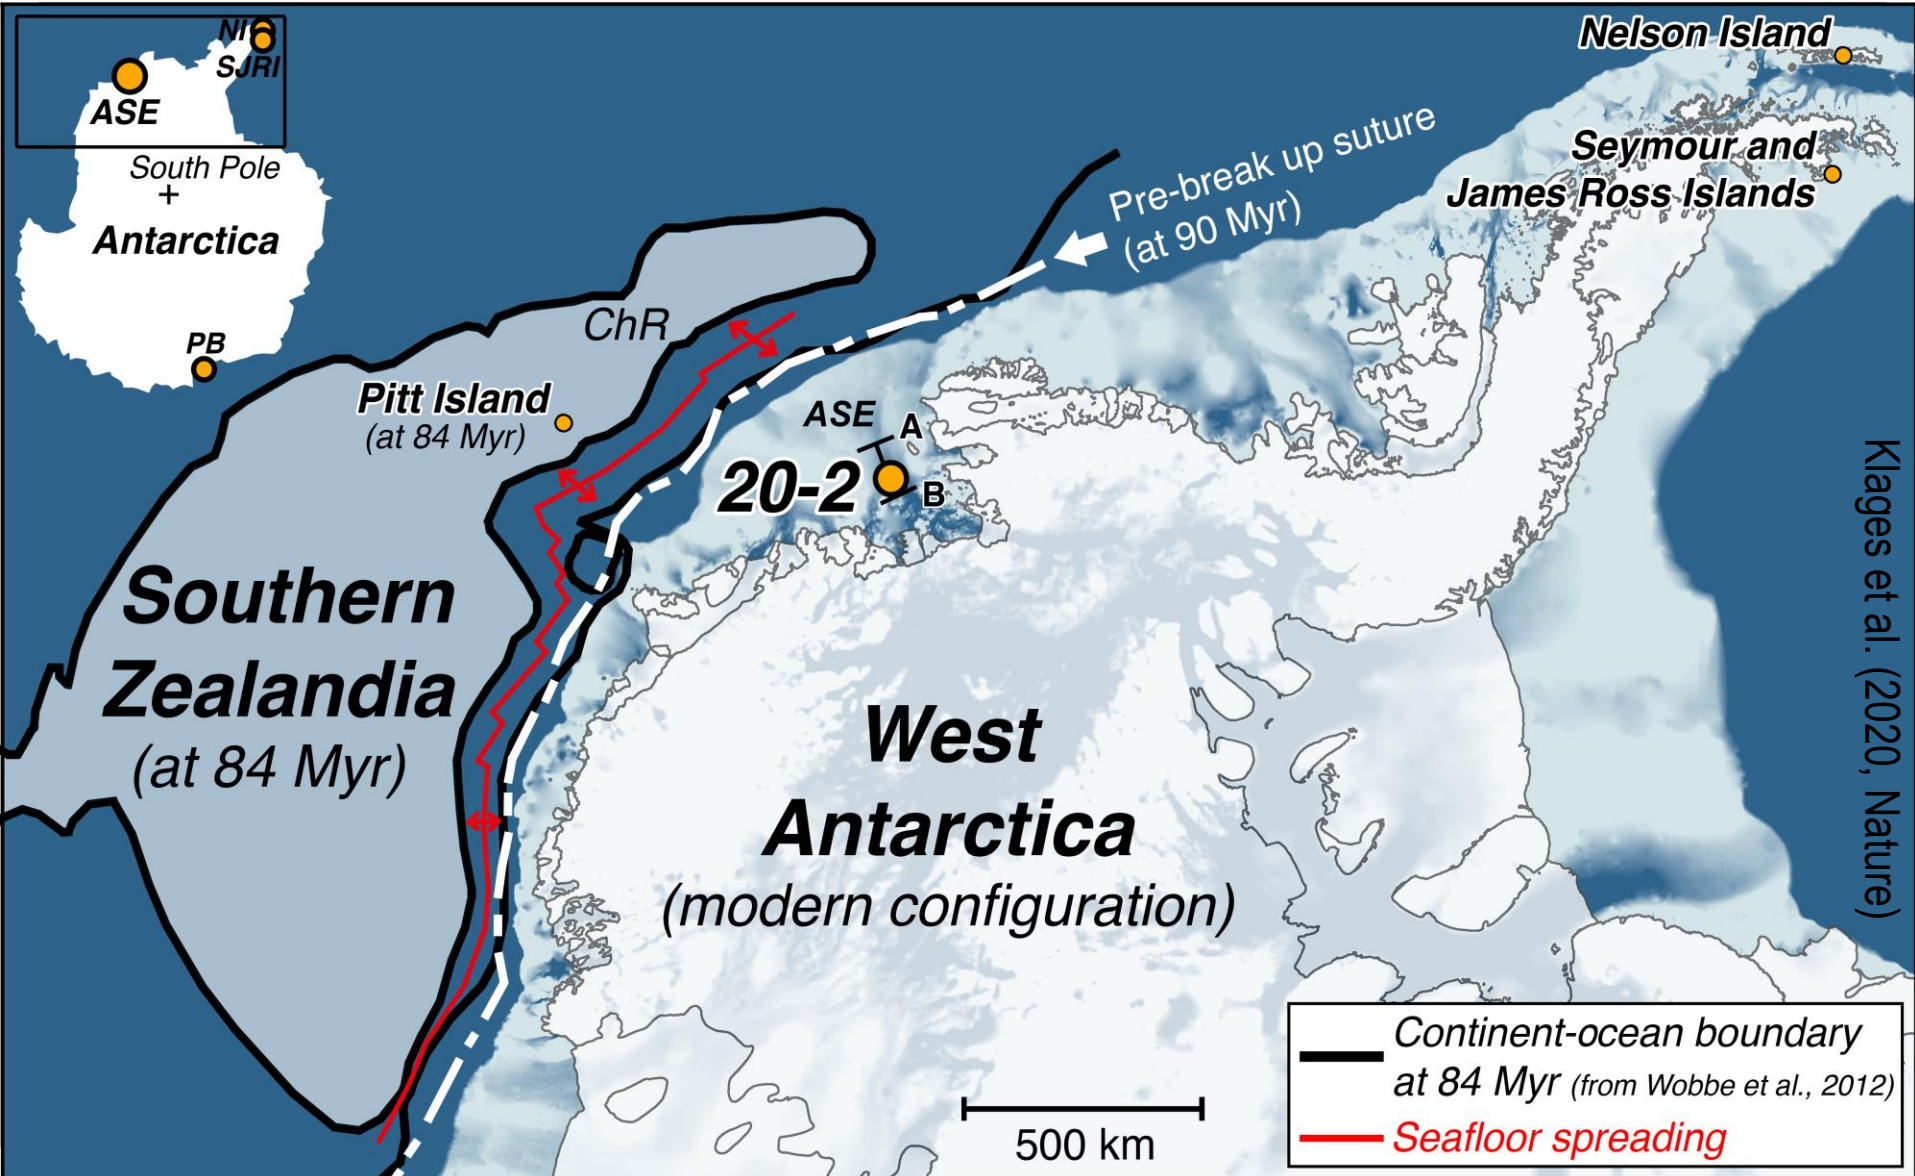 NI
SJRI
ASE
South Pole
+
Antarctica
PB
Nelson Island
Seymour and
James Ross Islands
Pre-break up suture
(at 90 Myr)
ChR
Pitt Island
(at 84 Myr)
ASE
A
20-2
B
Southern
Zealandia
(at 84 Myr)
West
Antarctica
(modern configuration)
Klages et al. (2020, Nature)
500 km
Continent-ocean boundary
at 84 Myr (from Wobbe et al., 2012)
Seafloor spreading